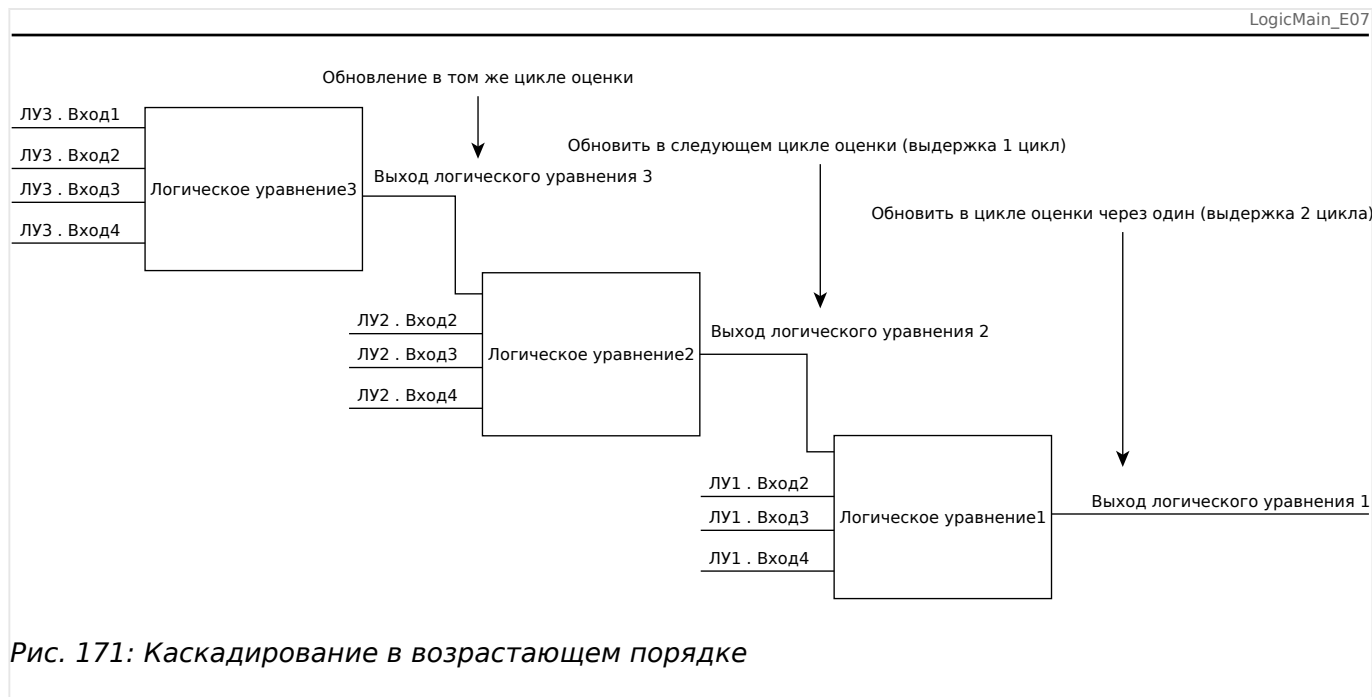 LogicMain_E07
Обновление в том же цикле оценки
ЛУ3 . Вход1
ЛУ3 . Вход2
ЛУ3 . Вход3
ЛУ3 . Вход4
Логическое уравнение3
Выход логического уравнения 3
Обновить в следующем цикле оценки (выдержка 1 цикл)
Обновить в цикле оценки через один (выдержка 2 цикла)
ЛУ2 . Вход2
ЛУ2 . Вход3
ЛУ2 . Вход4
Логическое уравнение2
Выход логического уравнения 2
ЛУ1 . Вход2
ЛУ1 . Вход3
ЛУ1 . Вход4
Логическое уравнение1
Выход логического уравнения 1
Рис. 171: Каскадирование в возрастающем порядке